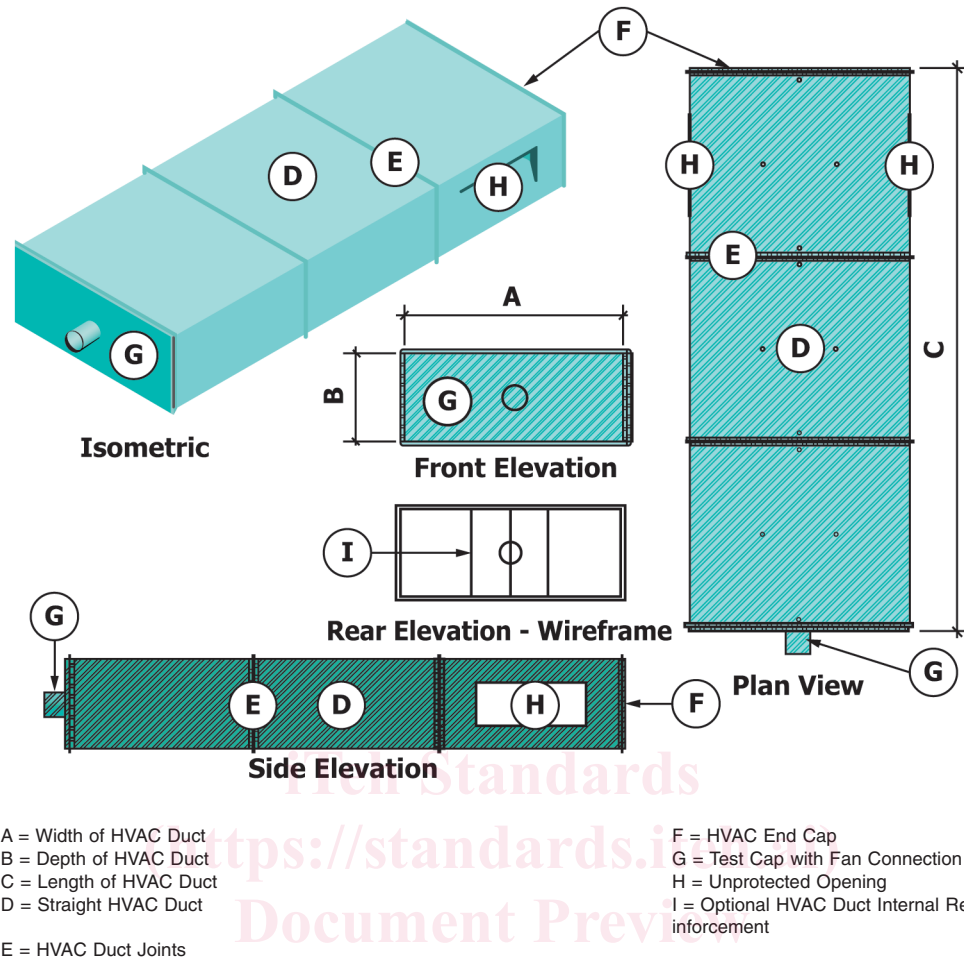 F
D
E
H
H
H
E
A
G
B
G
D
C
Isometric
Front Elevation
I
G
Rear Elevation - Wireframe
G
Plan View
E
D
H
F
Side Elevation
iTeh Standards
(https://standards.iteh.ai)
Document Preview
A = Width of HVAC Duct
B = Depth of HVAC Duct
C = Length of HVAC Duct
D = Straight HVAC Duct
E = HVAC Duct Joints
F = HVAC End Cap
G = Test Cap with Fan Connection
H = Unprotected Opening
I = Optional HVAC Duct Internal Re
inforcement